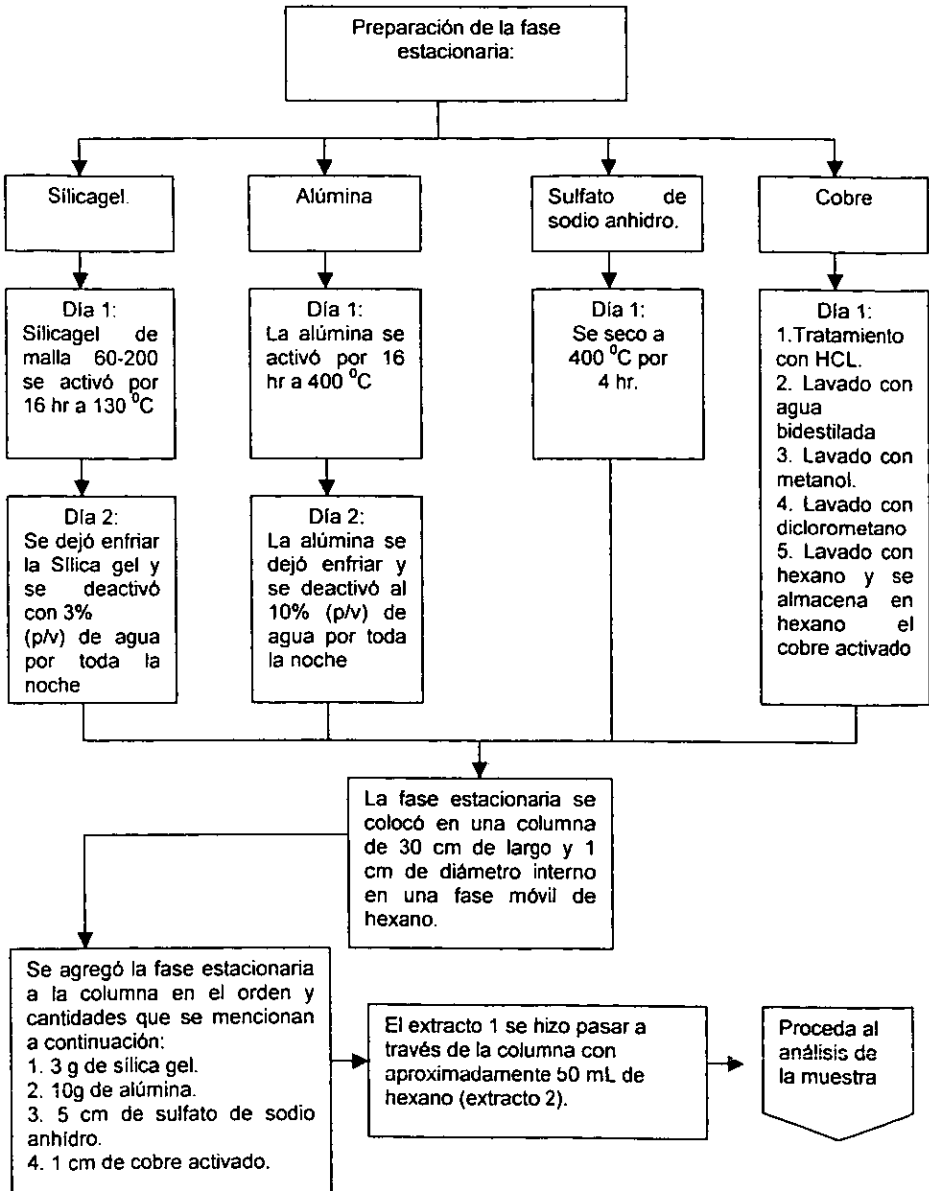 Preparación de la fase
estacionaria:
Sílicagel.
Alúmina
Sulfato de
sodio anhidro.
Cobre
Día 1:
Sílicagel de
malla 60-200
se activó por
16 hr a 130 ⁰C
Día 1:
La alúmina se
activó por 16
hr a 400 ⁰C
Día 1:
Se seco a
400 ⁰C por
4 hr.
Día 1:
1.Tratamiento
con HCL.
2. Lavado con
agua
bidestilada
3. Lavado con
metanol.
4. Lavado con
diclorometano
5. Lavado con
hexano y se
almacena en
hexano el
cobre activado
Día 2:
Se dejó enfriar
la Sílica gel y
se deactivó
con 3%
(p/v) de agua
por toda la
noche
Día 2:
La alúmina se
dejó enfriar y
se deactivó al
10% (p/v) de
agua por toda
la noche
La fase estacionaria se
colocó en una columna
de 30 cm de largo y 1
cm de diámetro interno
en una fase móvil de
hexano.
Se agregó la fase estacionaria
a la columna en el orden y
cantidades que se mencionan
a continuación:
1. 3 g de sílica gel.
2. 10g de alúmina.
3. 5 cm de sulfato de sodio
anhidro.
4. 1 cm de cobre activado.
El extracto 1 se hizo pasar a
través de la columna con
aproximadamente 50 mL de
hexano (extracto 2).
Proceda al
análisis de
la muestra